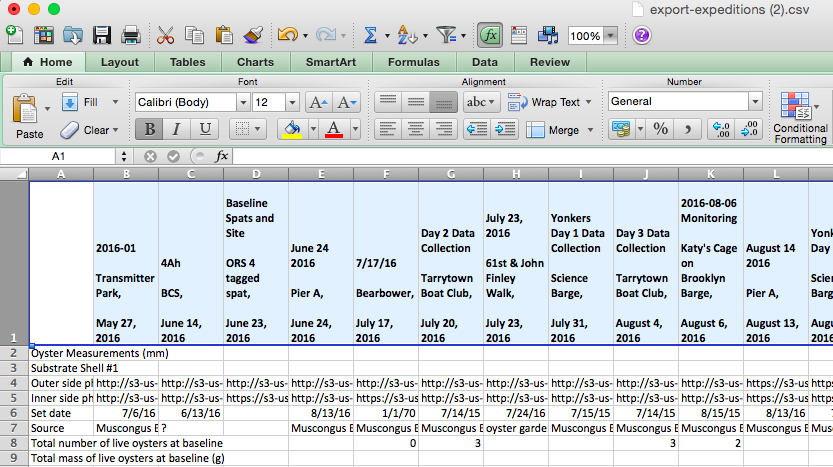 export-expeditions (2).csv
100%
Home Layout Tables Charts SmartArt Formulas Data Review
Edit Font Alignment Number
Fill Calibri (Body) 12 A A abc Wrap Text General
Paste Clear B I U A Merge % Conditional
Formatting
A1 fx
A B C D E F G H I J K L
1
2016-01
Transmitter
Park,
May 27,
2016
4Ah
BCS,
June 14,
2016
Baseline
Spats and
Site
ORS 4
tagged
spat,
June 23,
2016
June 24
2016
Pier A,
June 24,
2016
7/17/16
Bearbower,
July 17,
2016
Day 2 Data
Collection
Tarrytown
Boat Club,
July 20,
2016
July 23,
2016
61st & John
Finley
Walk,
July 23,
2016
Yonkers
Day 1 Data
Collection
Science
Barge,
July 31,
2016
Day 3 Data
Collection
Tarrytown
Boat Club,
August 4,
2016
2016-08-06
Monitoring
Katy's Cage
on
Brooklyn
Barge,
August 6,
2016
August 14
2016
Pier A,
August 13,
2016
Yonk
Day
Scien
Barg
Augu
2016
2 Oyster Measurements (mm)
3 Substrate Shell #1
4 Outer side ph http://s3-us- http://s3-us- http://s3-us- http://s3-us- http://s3-us- http://s3-us- http://s3-us- http://s3-us- http://s3-us- http://s3-us- https://s3-us http
5 Inner side ph http://s3-us- http://s3-us- https://s3-us http://s3-us- http://s3-us- http://s3-us- http://s3-us- http://s3-us- http://s3-us- http://s3-us- https://s3-us http
6 Set date 7/6/16 6/13/16 8/13/16 1/1/70 7/14/15 7/24/16 7/15/15 7/14/15 8/15/15 8/13/16
7 Source Muscongus B ? Muscongus B Muscongus B Muscongus B oyster garde Muscongus B Muscongus B Muscongus B Muscongus B Mus
8 Total number of live oysters at baseline 0 3 3 2
9 Total mass of live oysters at baseline (g)